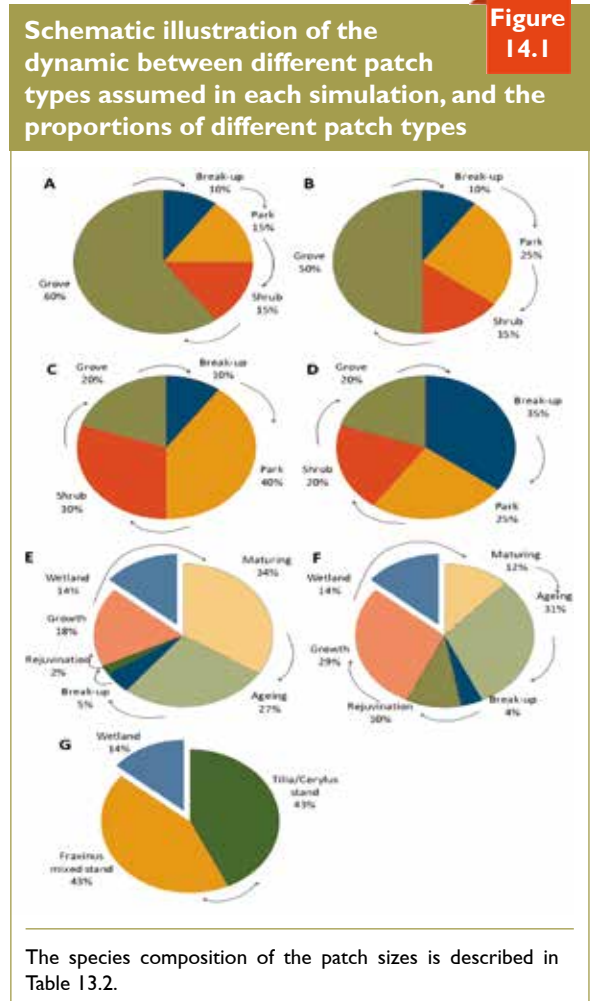 Figure
14.1
Schematic illustration of the
dynamic between different patch
types assumed in each simulation, and the
proportions of different patch types
A
Break-up
10%
Park
15%
Shrub
15%
Grove
60%
B
Break-up
10%
Park
25%
Shrub
15%
Grove
50%
C
Grove
20%
Break-up
10%
Park
40%
Shrub
30%
D
Grove
20%
Break-up
35%
Park
25%
Shrub
20%
E
Wetland
14%
Maturing
34%
Ageing
27%
Break-up
5%
Rejuvination
2%
Growth
18%
F
Wetland
14%
Maturing
12%
Ageing
31%
Break-up
4%
Rejuvination
10%
Growth
29%
G
Wetland
14%
Tilia/Corylus
stand
43%
Fraxinus
mixed stand
43%
The species composition of the patch sizes is described in
Table 13.2.